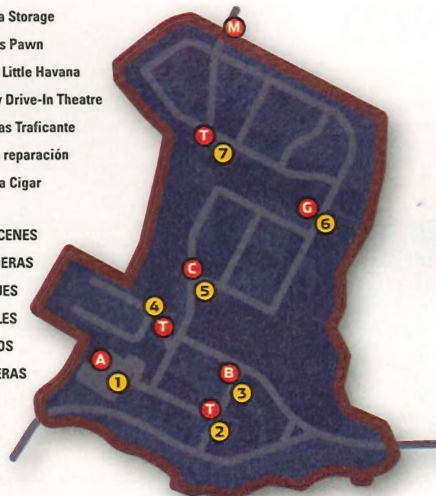 a Storage
s Pawn
Little Havana
y Drive-In Theatre
as Traficante
reparación
a Cigar
CENES
ERAS
JES
LES
OS
ERAS
M
T
7
G
6
C
5
4
T
A
1
B
3
T
2